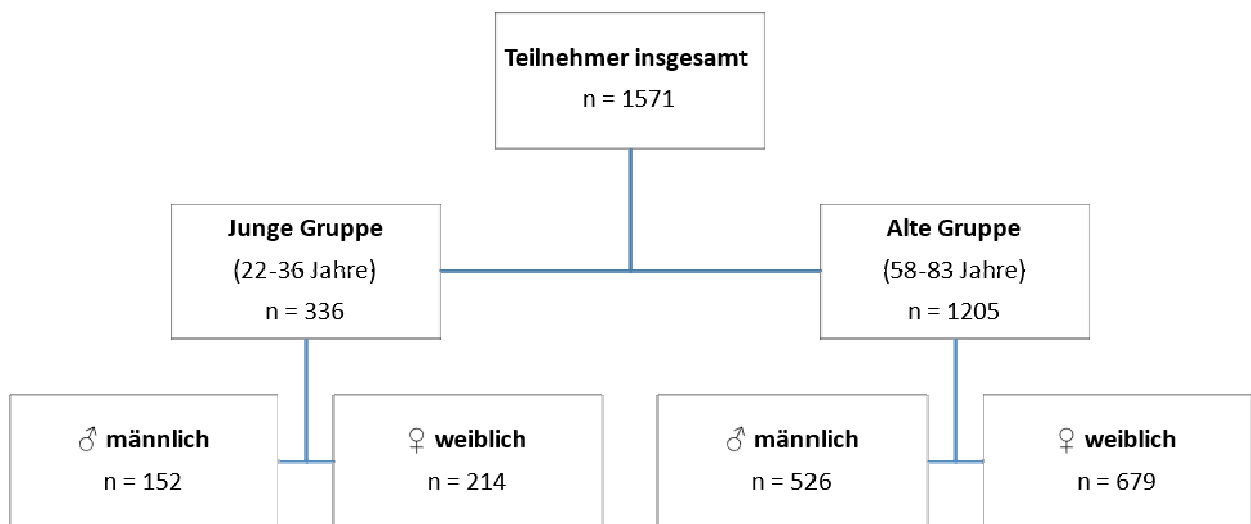 Teilnehmer insgesamt
n = 1571
Junge Gruppe
(22-36 Jahre)
n = 336
Alte Gruppe
(58-83 Jahre)
n = 1205
♂ männlich
n = 152
♀ weiblich
n = 214
♂ männlich
n = 526
♀ weiblich
n = 679